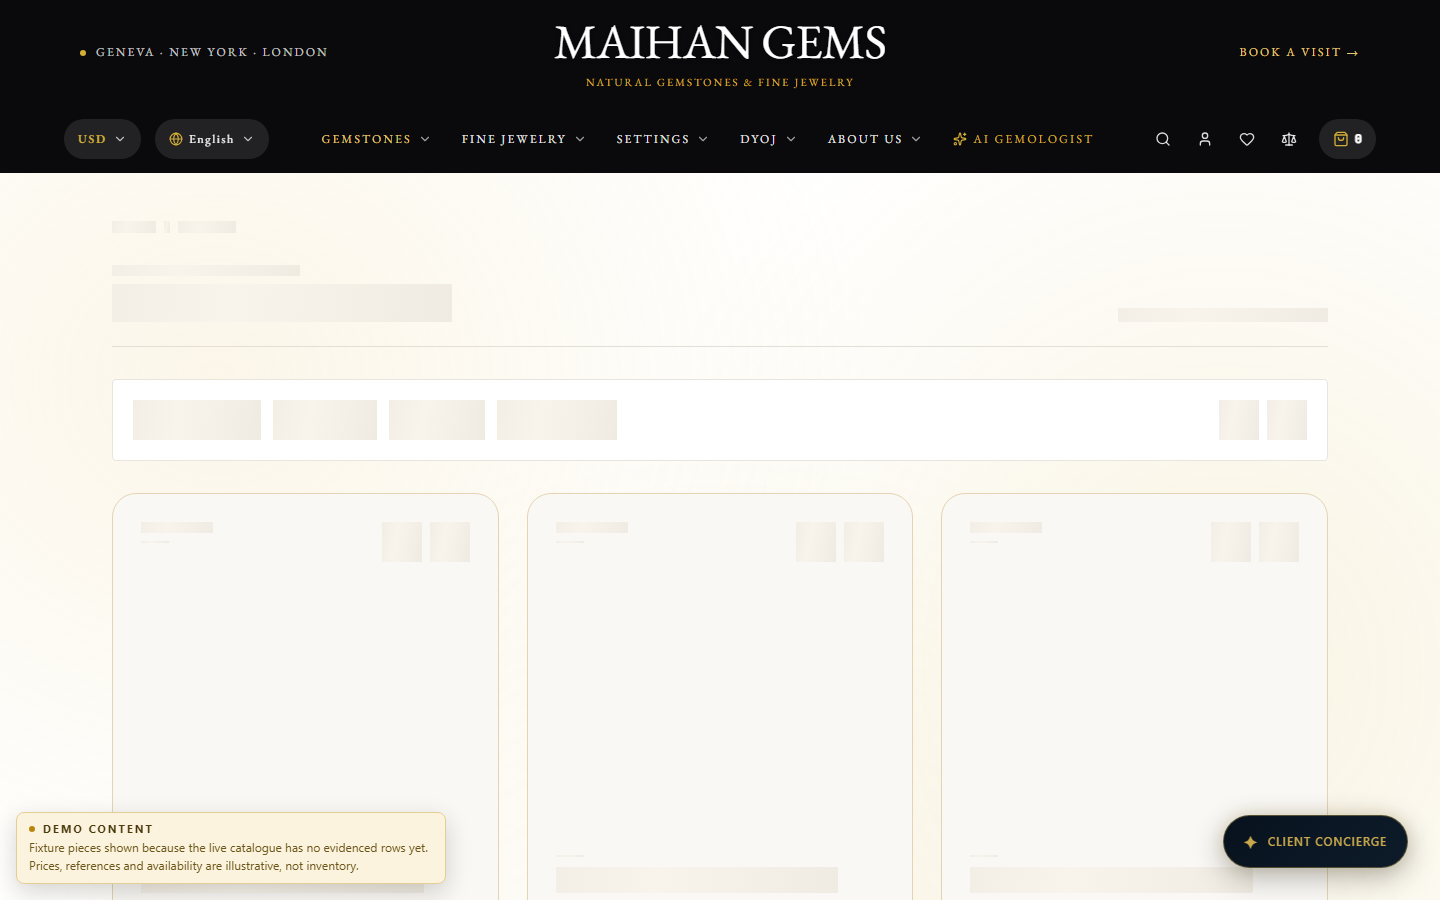 GENEVA · NEW YORK · LONDON
MAIHAN GEMS
NATURAL GEMSTONES & FINE JEWELRY
BOOK A VISIT →
USD
English
GEMSTONES
FINE JEWELRY
SETTINGS
DYOJ
ABOUT US
AI GEMOLOGIST
0
DEMO CONTENT
Fixture pieces shown because the live catalogue has no evidenced rows yet.
Prices, references and availability are illustrative, not inventory.
CLIENT CONCIERGE